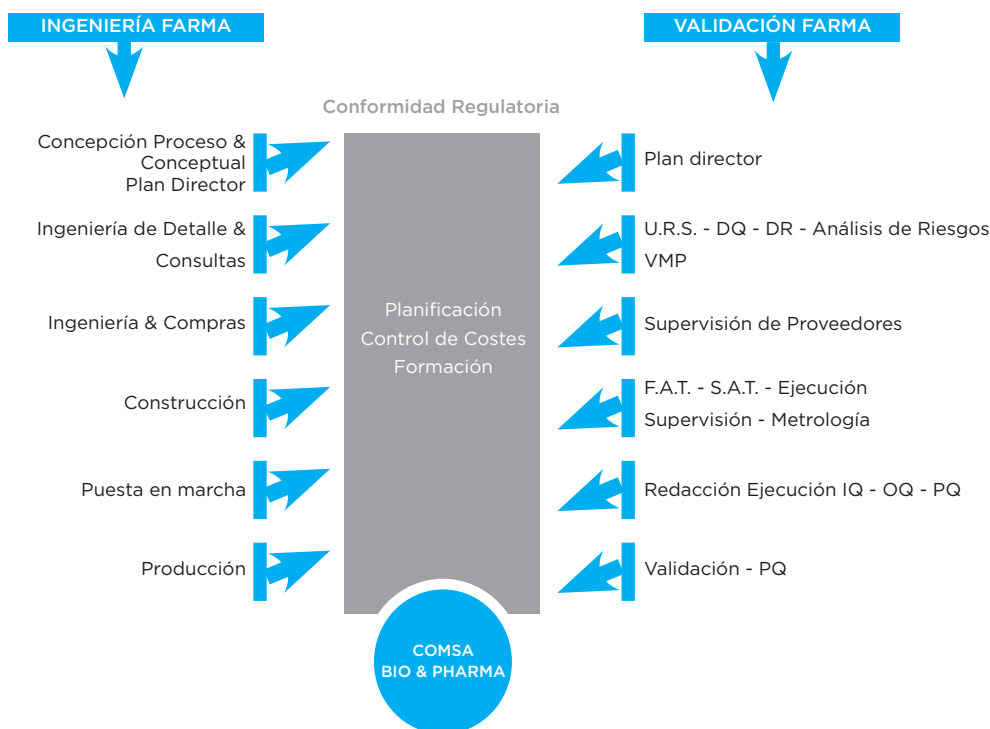 INGENIERÍA FARMA
VALIDACIÓN FARMA
Conformidad Regulatoria
Concepción Proceso &
Conceptual
Plan Director
Ingeniería de Detalle &
Consultas
Ingeniería & Compras
Construcción
Puesta en marcha
Producción
Planificación
Control de Costes
Formación
Plan director
U.R.S. - DQ - DR - Análisis de Riesgos
VMP
Supervisión de Proveedores
F.A.T. - S.A.T. - Ejecución
Supervisión - Metrología
Redacción Ejecución IQ - OQ - PQ
Validación - PQ
COMSA
BIO & PHARMA